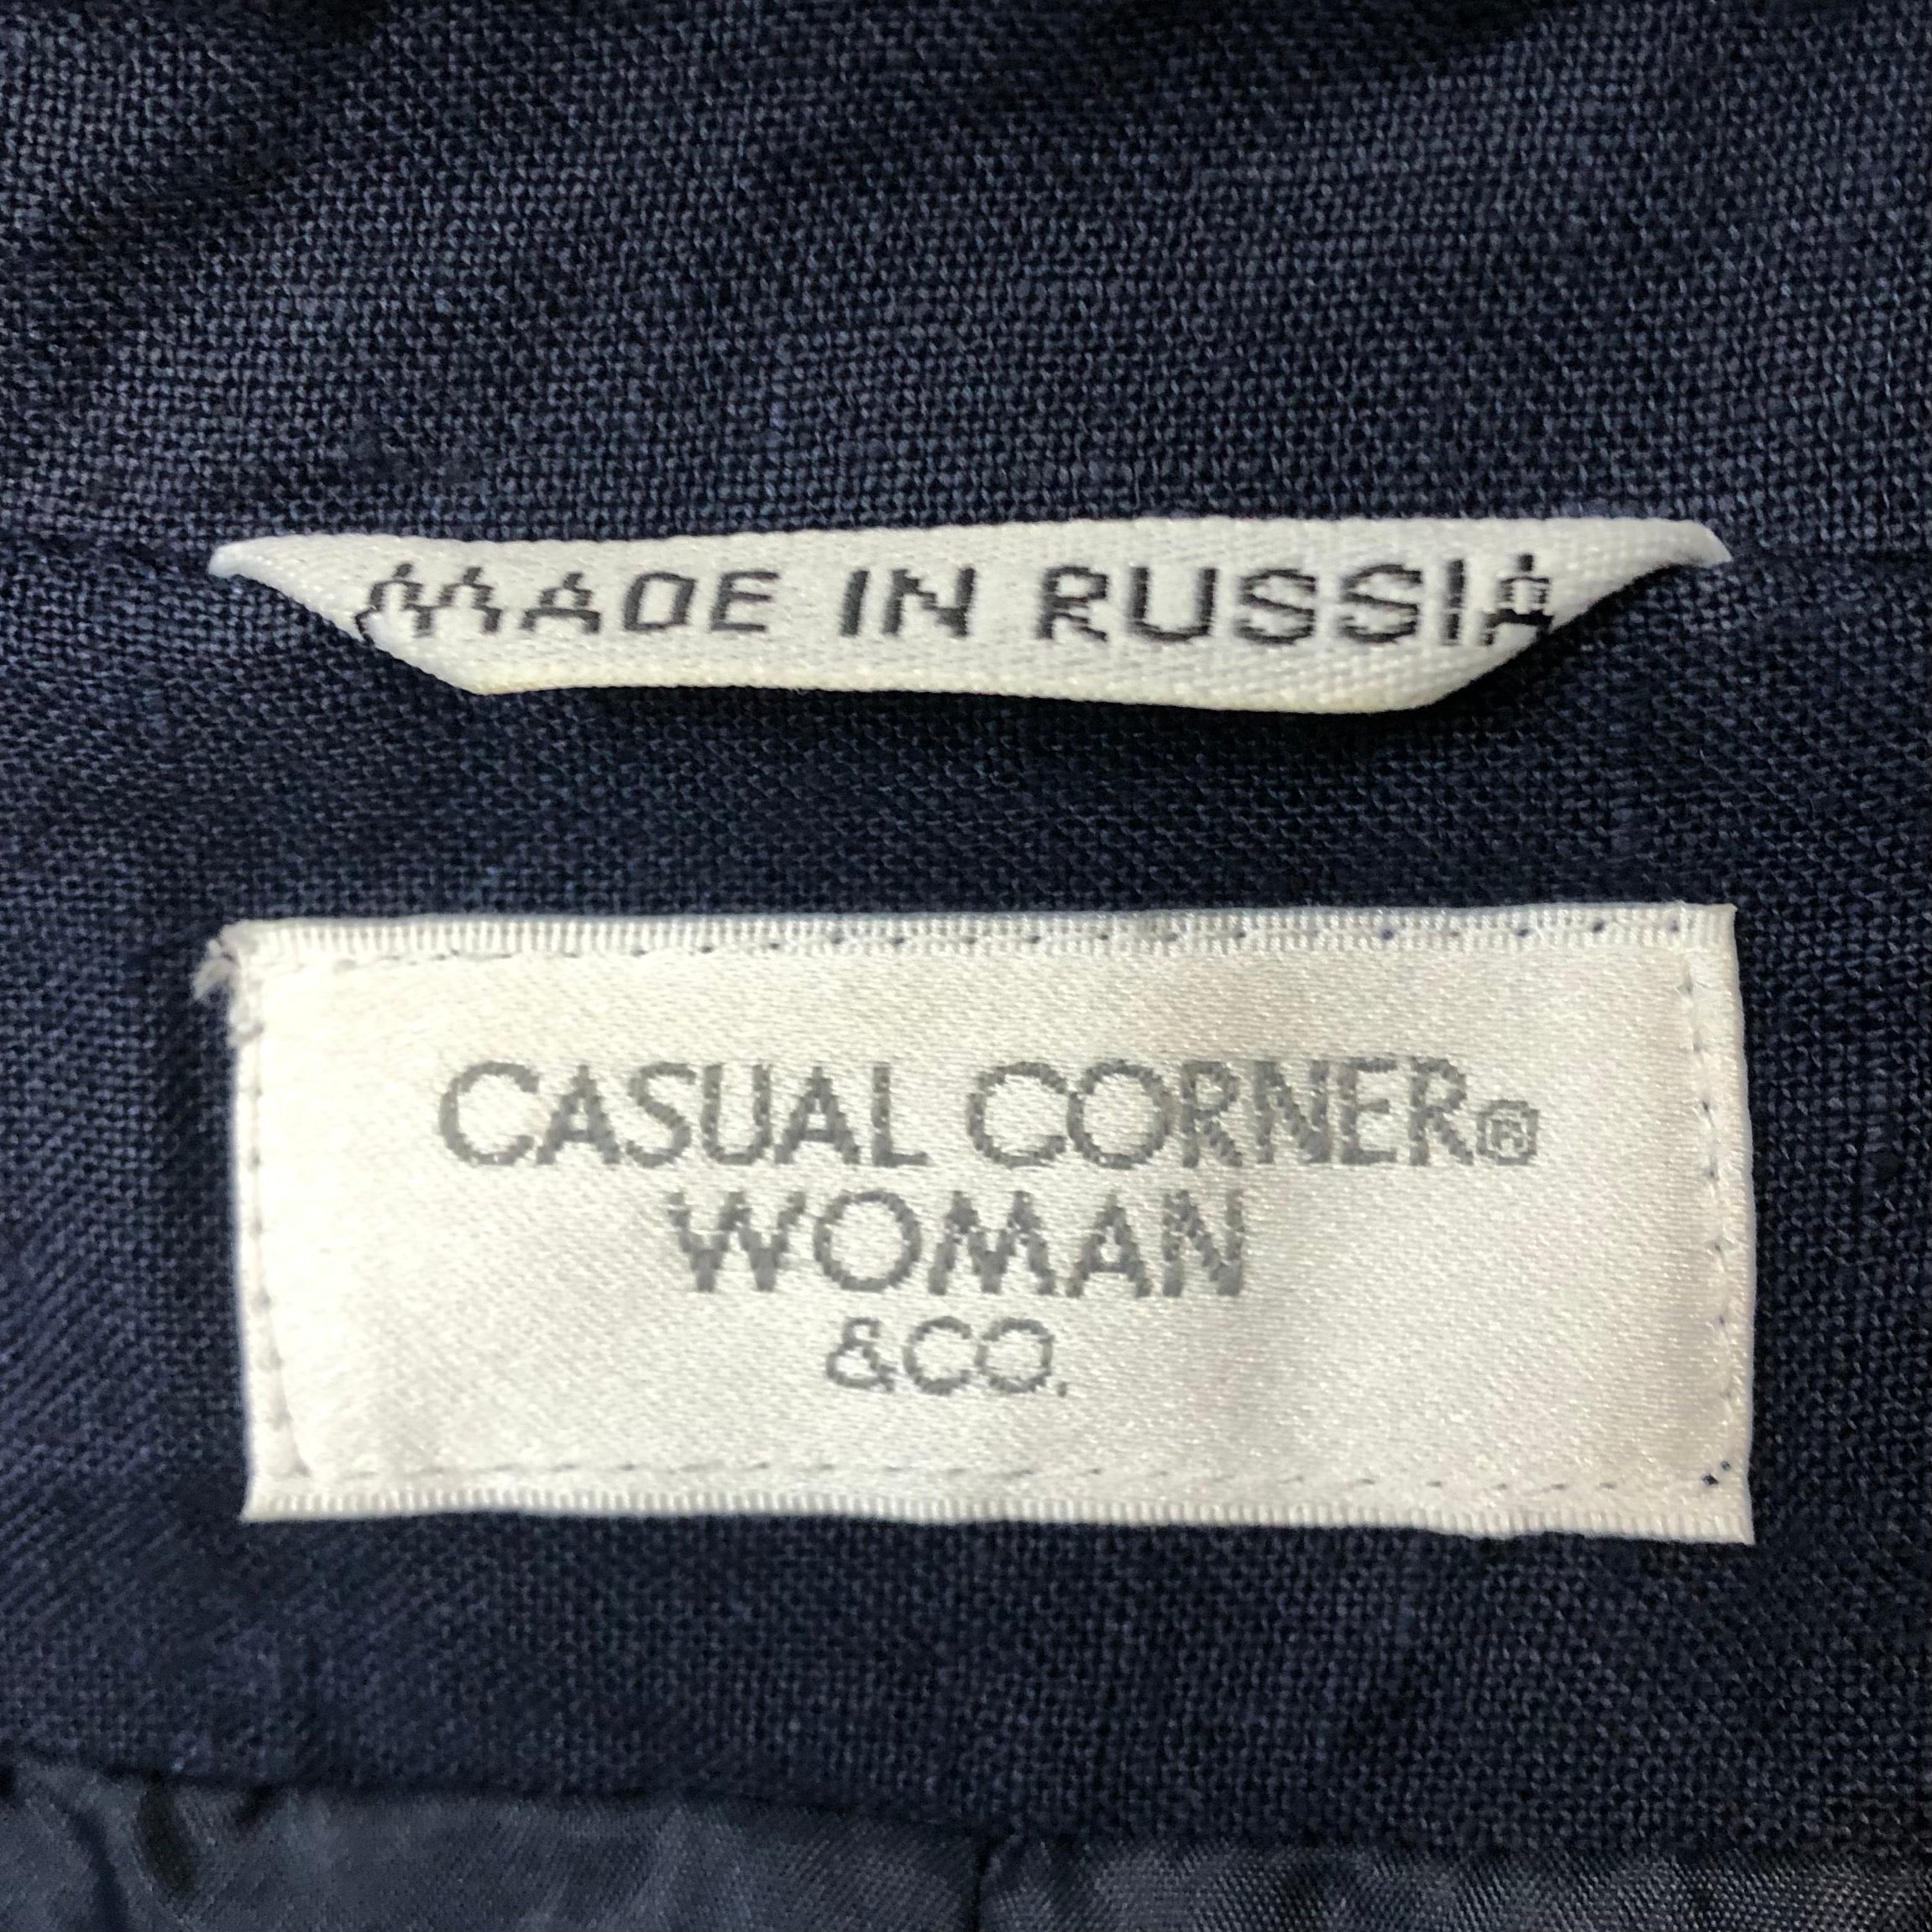 MADE IN RUSSIA
CASUAL CORNER®
WOMAN
&CO.